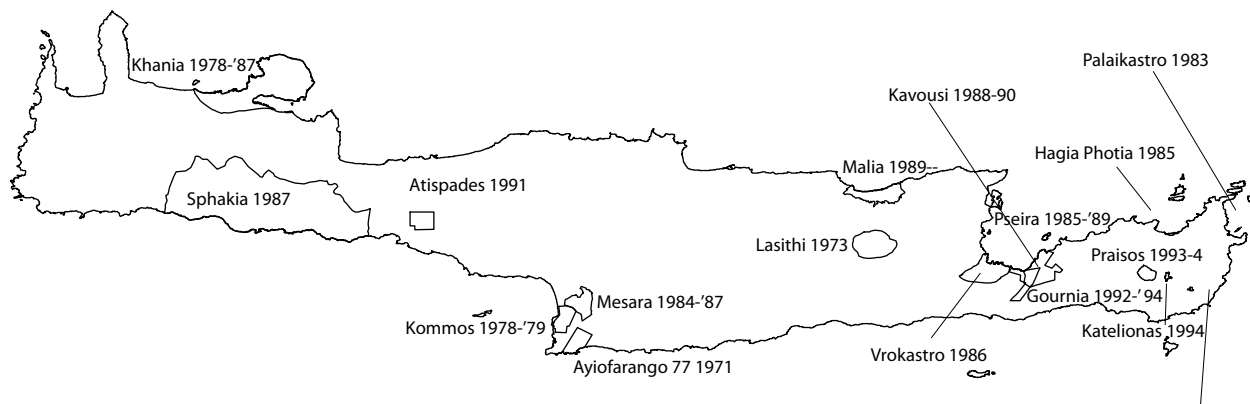 Palaikastro 1983
Khania 1978-’87
Kavousi 1988-90
Hagia Photia 1985
Malia 1989--
Atispades 1991
Sphakia 1987
Pseira 1985-’89
Lasithi 1973
Praisos 1993-4
Mesara 1984-’87
Gournia 1992-’94
Kommos 1978-’79
Katelionas 1994
Vrokastro 1986
Ayiofarango 77 1971